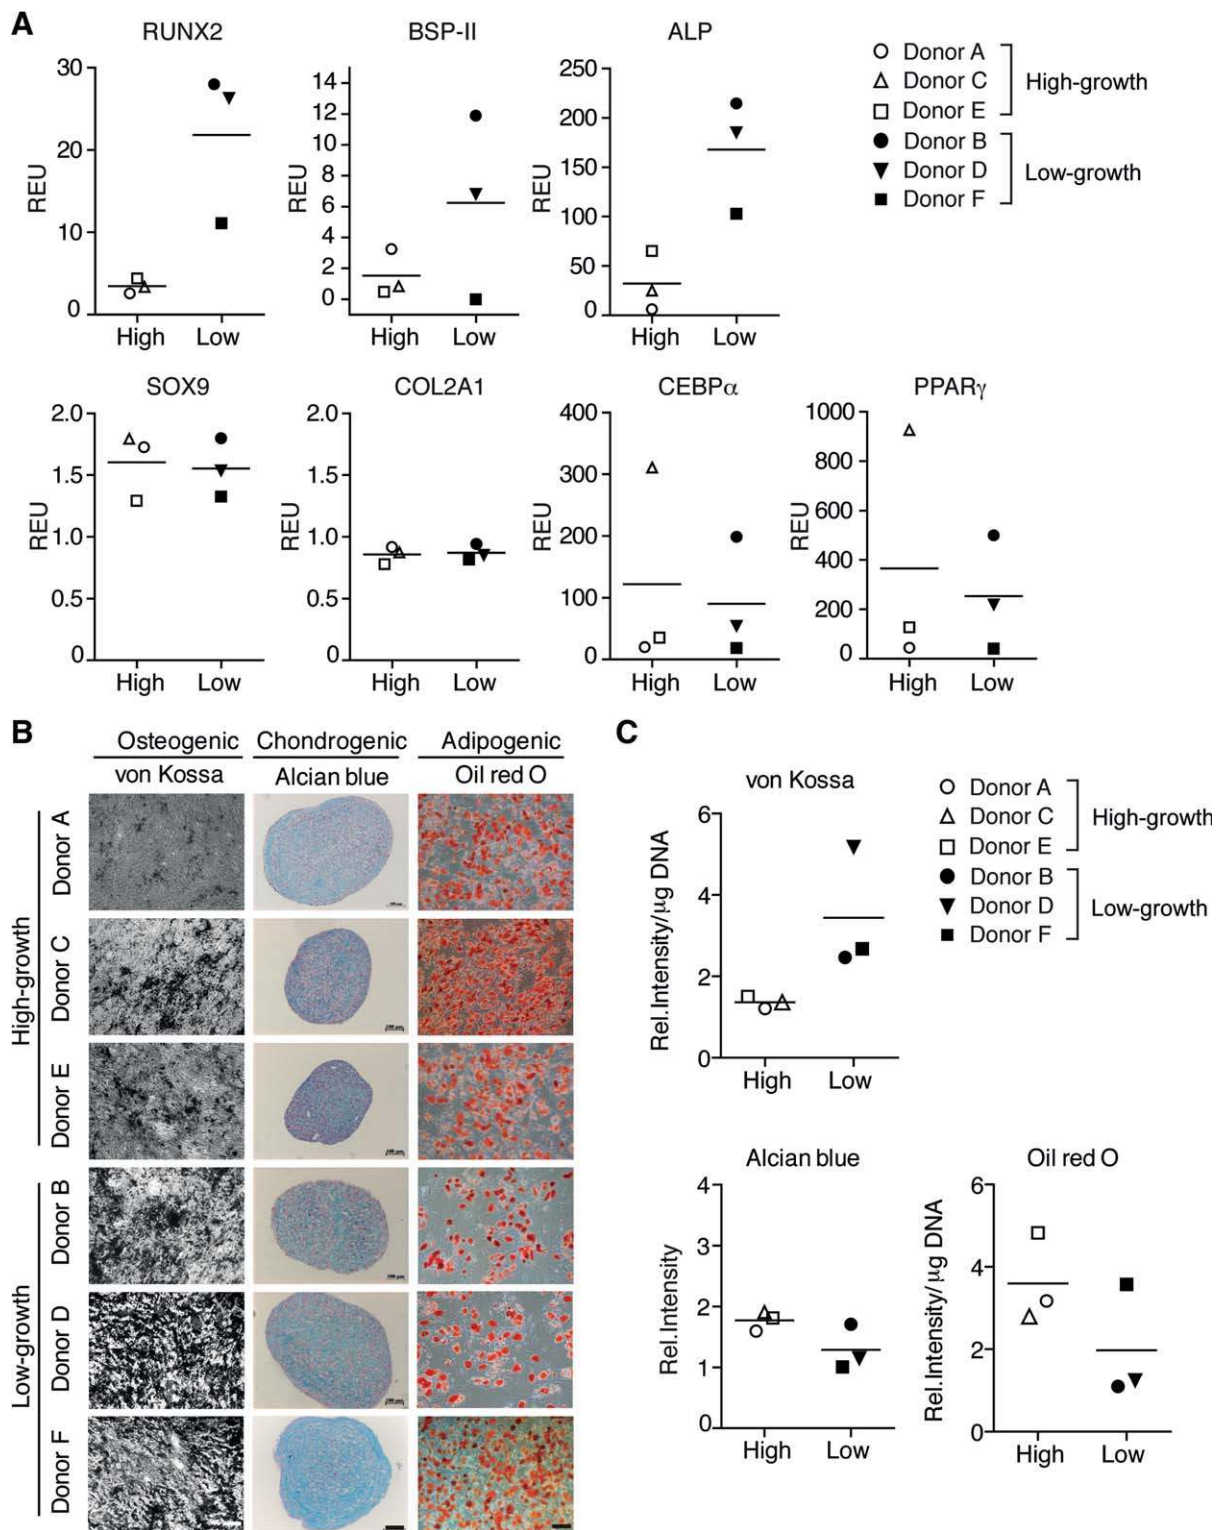 A
RUNX2
BSP-II
ALP
REU
30
20
10
0
High
Low
REU
14
12
10
8
6
4
2
0
High
Low
REU
250
200
150
100
50
0
High
Low
Donor A
Donor C
Donor E
High-growth
Donor B
Donor D
Donor F
Low-growth
SOX9
COL2A1
CEBPα
PPARγ
REU
2.0
1.5
1.0
0.5
0
High
Low
REU
2.0
1.5
1.0
0.5
0
High
Low
REU
400
300
200
100
0
High
Low
REU
1000
800
600
400
200
0
High
Low
B
Osteogenic
Chondrogenic
Adipogenic
von Kossa
Alcian blue
Oil red O
High-growth
Donor A
Donor C
Donor E
Low-growth
Donor B
Donor D
Donor F
C
von Kossa
Rel.Intensity/μg DNA
6
4
2
0
High
Low
Donor A
Donor C
Donor E
High-growth
Donor B
Donor D
Donor F
Low-growth
Alcian blue
Rel.Intensity
4
3
2
1
0
High
Low
Oil red O
Rel.Intensity/μg DNA
6
4
2
0
High
Low